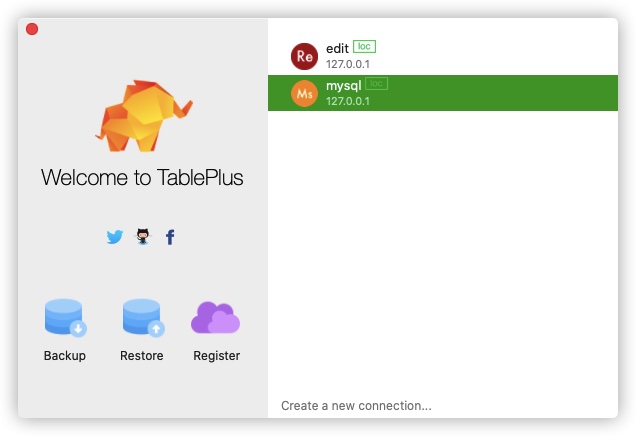 Welcome to TablePlus
Backup
Restore
Register
Re
edit loc
127.0.0.1
Ms
mysql loc
127.0.0.1
Create a new connection...